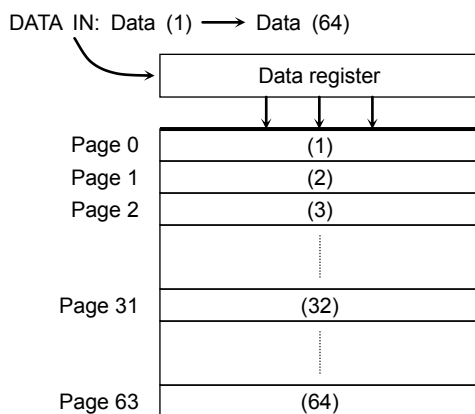 DATA IN: Data (1) → Data (64)
Data register
Page 0 (1)
Page 1 (2)
Page 2 (3)
Page 31 (32)
Page 63 (64)